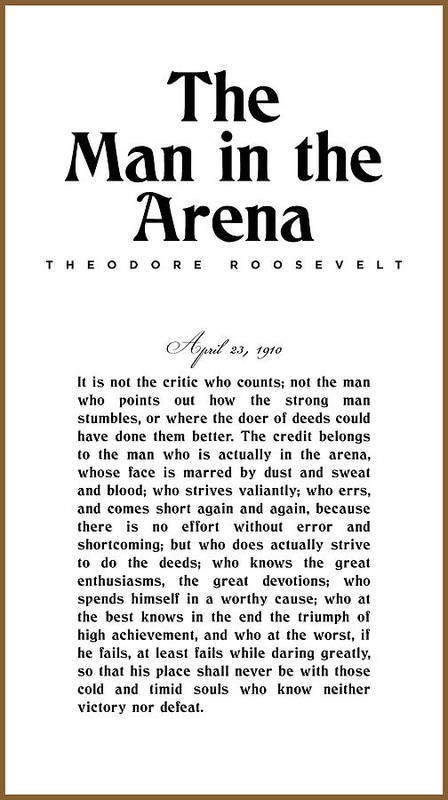 The
Man in the
Arena
THEODORE ROOSEVELT
April 23, 1910
It is not the critic who counts; not the man
who points out how the strong man
stumbles, or where the doer of deeds could
have done them better. The credit belongs
to the man who is actually in the arena,
whose face is marred by dust and sweat
and blood; who strives valiantly; who errs,
and comes short again and again, because
there is no effort without error and
shortcoming; but who does actually strive
to do the deeds; who knows the great
enthusiasms, the great devotions; who
spends himself in a worthy cause; who at
the best knows in the end the triumph of
high achievement, and who at the worst, if
he fails, at least fails while daring greatly,
so that his place shall never be with those
cold and timid souls who know neither
victory nor defeat.